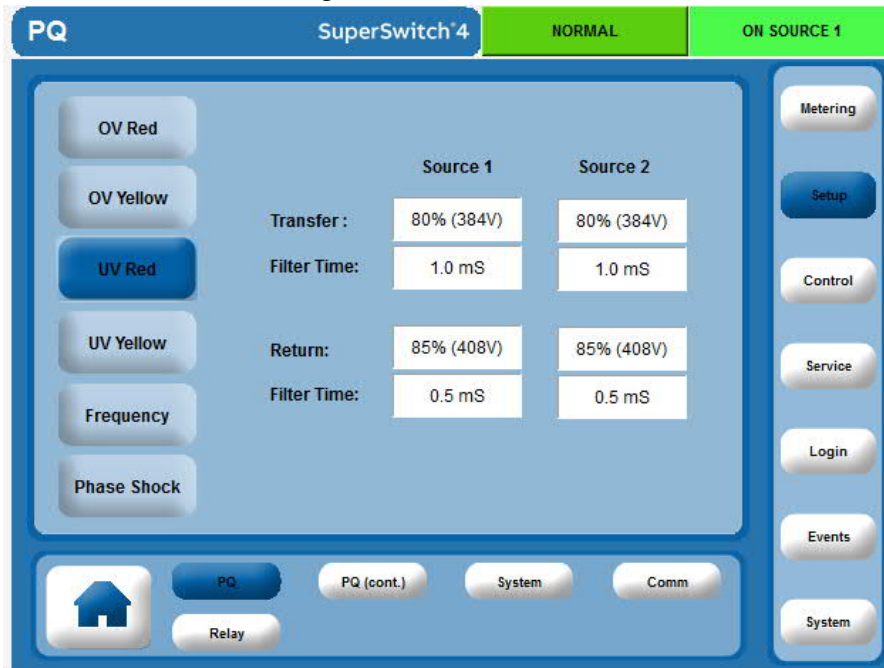 PQ SuperSwitch®4 NORMAL ON SOURCE 1
OV Red
OV Yellow
UV Red
UV Yellow
Frequency
Phase Shock
Source 1 Source 2
Transfer : 80% (384V) 80% (384V)
Filter Time: 1.0 mS 1.0 mS
Return: 85% (408V) 85% (408V)
Filter Time: 0.5 mS 0.5 mS
Metering
Setup
Control
Service
Login
Events
System
PQ PQ (cont.) System Comm
Relay